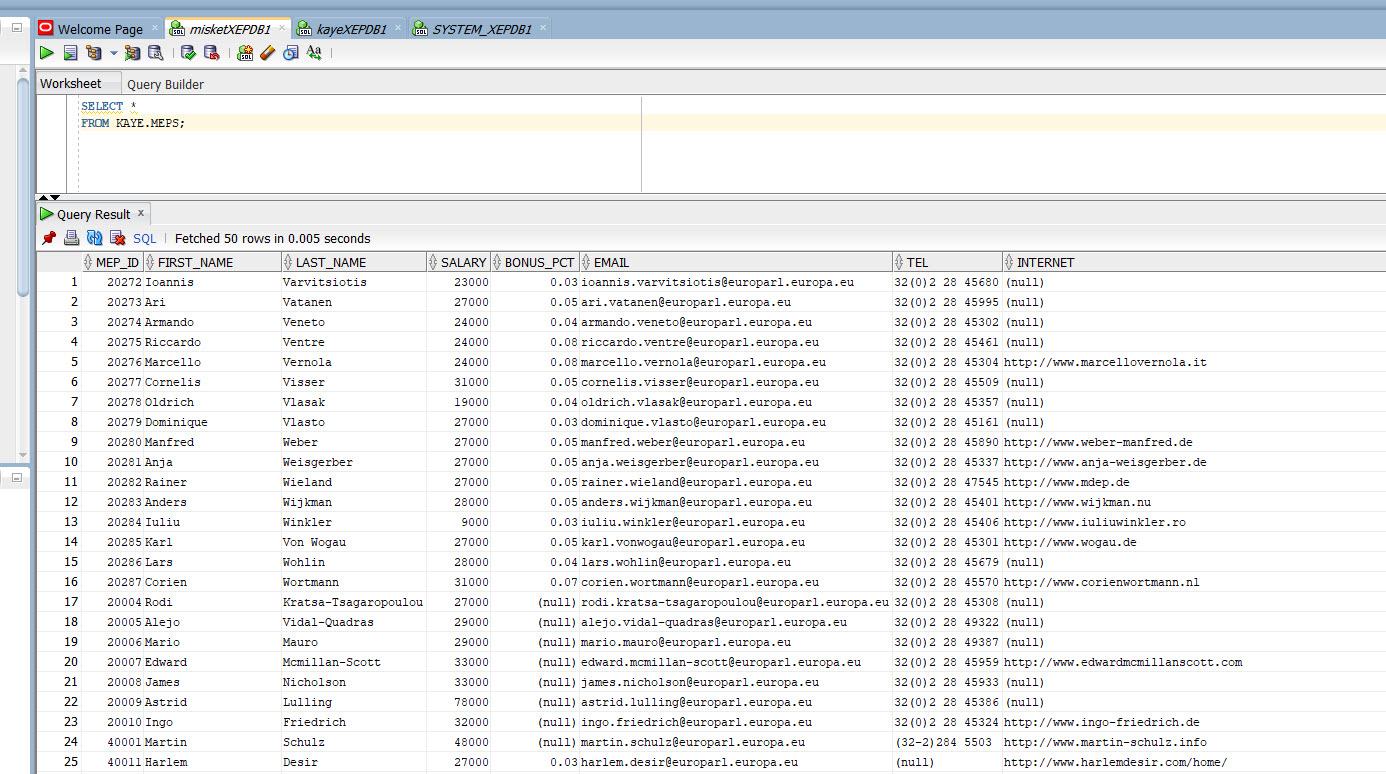 Welcome Page misketXEPDB1 kayeXEPDB1 SYSTEM_XEPDB1
Worksheet Query Builder
SELECT *
FROM KAYE.MEPS;
Query Result x
SQL Fetched 50 rows in 0.005 seconds
MEP_ID FIRST_NAME LAST_NAME SALARY BONUS_PCT EMAIL TEL INTERNET
1 20272 Ioannis Varvitsiotis 23000 0.03 ioannis.varvitsiotis@europarl.europa.eu 32(0)2 28 45680 (null)
2 20273 Ari Vatanen 27000 0.05 ari.vatanen@europarl.europa.eu 32(0)2 28 45995 (null)
3 20274 Armando Veneto 24000 0.04 armando.veneto@europarl.europa.eu 32(0)2 28 45302 (null)
4 20275 Riccardo Ventre 24000 0.08 riccardo.ventre@europarl.europa.eu 32(0)2 28 45461 (null)
5 20276 Marcello Vernola 24000 0.08 marcello.vernola@europarl.europa.eu 32(0)2 28 45304 http://www.marcellovernola.it
6 20277 Cornelis Visser 31000 0.05 cornelis.visser@europarl.europa.eu 32(0)2 28 45509 (null)
7 20278 Oldrich Vlasak 19000 0.04 oldrich.vlasak@europarl.europa.eu 32(0)2 28 45357 (null)
8 20279 Dominique Vlasto 27000 0.03 dominique.vlasto@europarl.europa.eu 32(0)2 28 45161 (null)
9 20280 Manfred Weber 27000 0.05 manfred.weber@europarl.europa.eu 32(0)2 28 45890 http://www.weber-manfred.de
10 20281 Anja Weisgerber 27000 0.05 anja.weisgerber@europarl.europa.eu 32(0)2 28 45337 http://www.anja-weisgerber.de
11 20282 Rainer Wieland 27000 0.05 rainer.wieland@europarl.europa.eu 32(0)2 28 47545 http://www.mdep.de
12 20283 Anders Wijkman 28000 0.05 anders.wijkman@europarl.europa.eu 32(0)2 28 45401 http://www.wijkman.nu
13 20284 Iuliu Winkler 9000 0.03 iuliu.winkler@europarl.europa.eu 32(0)2 28 45406 http://www.iuliuwinkler.ro
14 20285 Karl Von Wogau 27000 0.05 karl.vonwogau@europarl.europa.eu 32(0)2 28 45301 http://www.wogau.de
15 20286 Lars Wohlin 28000 0.04 lars.wohlin@europarl.europa.eu 32(0)2 28 45679 (null)
16 20287 Corien Wortmann 31000 0.07 corien.wortmann@europarl.europa.eu 32(0)2 28 45570 http://www.corienwortmann.nl
17 20004 Rodi Kratsa-Tsagaropoulou 27000 (null) rodi.kratsa-tsagaropoulou@europarl.europa.eu 32(0)2 28 45308 (null)
18 20005 Alejo Vidal-Quadras 29000 (null) alejo.vidal-quadras@europarl.europa.eu 32(0)2 28 49322 (null)
19 20006 Mario Mauro 29000 (null) mario.mauro@europarl.europa.eu 32(0)2 28 49387 (null)
20 20007 Edward Mcmillan-Scott 33000 (null) edward.mcmillan-scott@europarl.europa.eu 32(0)2 28 45959 http://www.edwardmcmillanscott.com
21 20008 James Nicholson 33000 (null) james.nicholson@europarl.europa.eu 32(0)2 28 45933 (null)
22 20009 Astrid Lulling 78000 (null) astrid.lulling@europarl.europa.eu 32(0)2 28 45386 (null)
23 20010 Ingo Friedrich 32000 (null) ingo.friedrich@europarl.europa.eu 32(0)2 28 45324 http://www.ingo-friedrich.de
24 40001 Martin Schulz 48000 (null) martin.schulz@europarl.europa.eu (32-2)284 5503 http://www.martin-schulz.info
25 40011 Harlem Desir 27000 0.03 harlem.desir@europarl.europa.eu (null) http://www.harlemdesir.com/home/